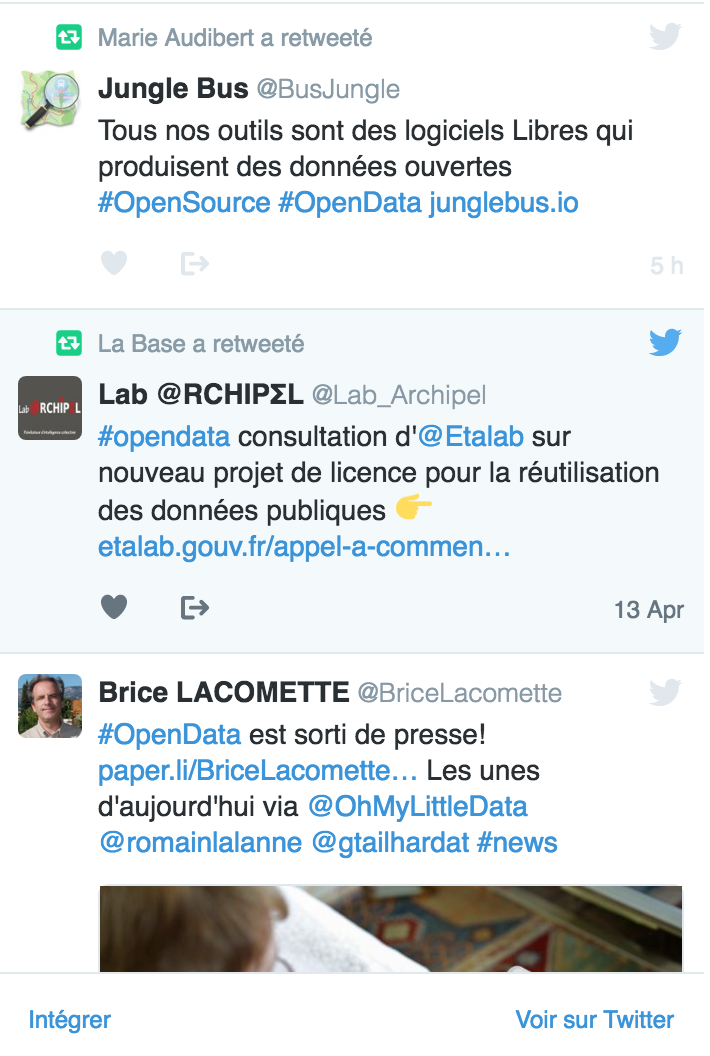 Marie Audibert a retweeté
Jungle Bus @BusJungle
Tous nos outils sont des logiciels Libres qui
produisent des données ouvertes
#OpenSource #OpenData junglebus.io
5 h
La Base a retweeté
Lab @RCHIPΣL
Lab @RCHIPΣL @Lab_Archipel
#opendata consultation d'@Etalab sur
nouveau projet de licence pour la réutilisation
des données publiques 👉
etalab.gouv.fr/appel-a-commen…
13 Apr
Brice LACOMETTE @BriceLacomette
#OpenData est sorti de presse!
paper.li/BriceLacomette… Les unes
d'aujourd'hui via @OhMyLittleData
@romainlalanne @gtailhardat #news
Intégrer
Voir sur Twitter